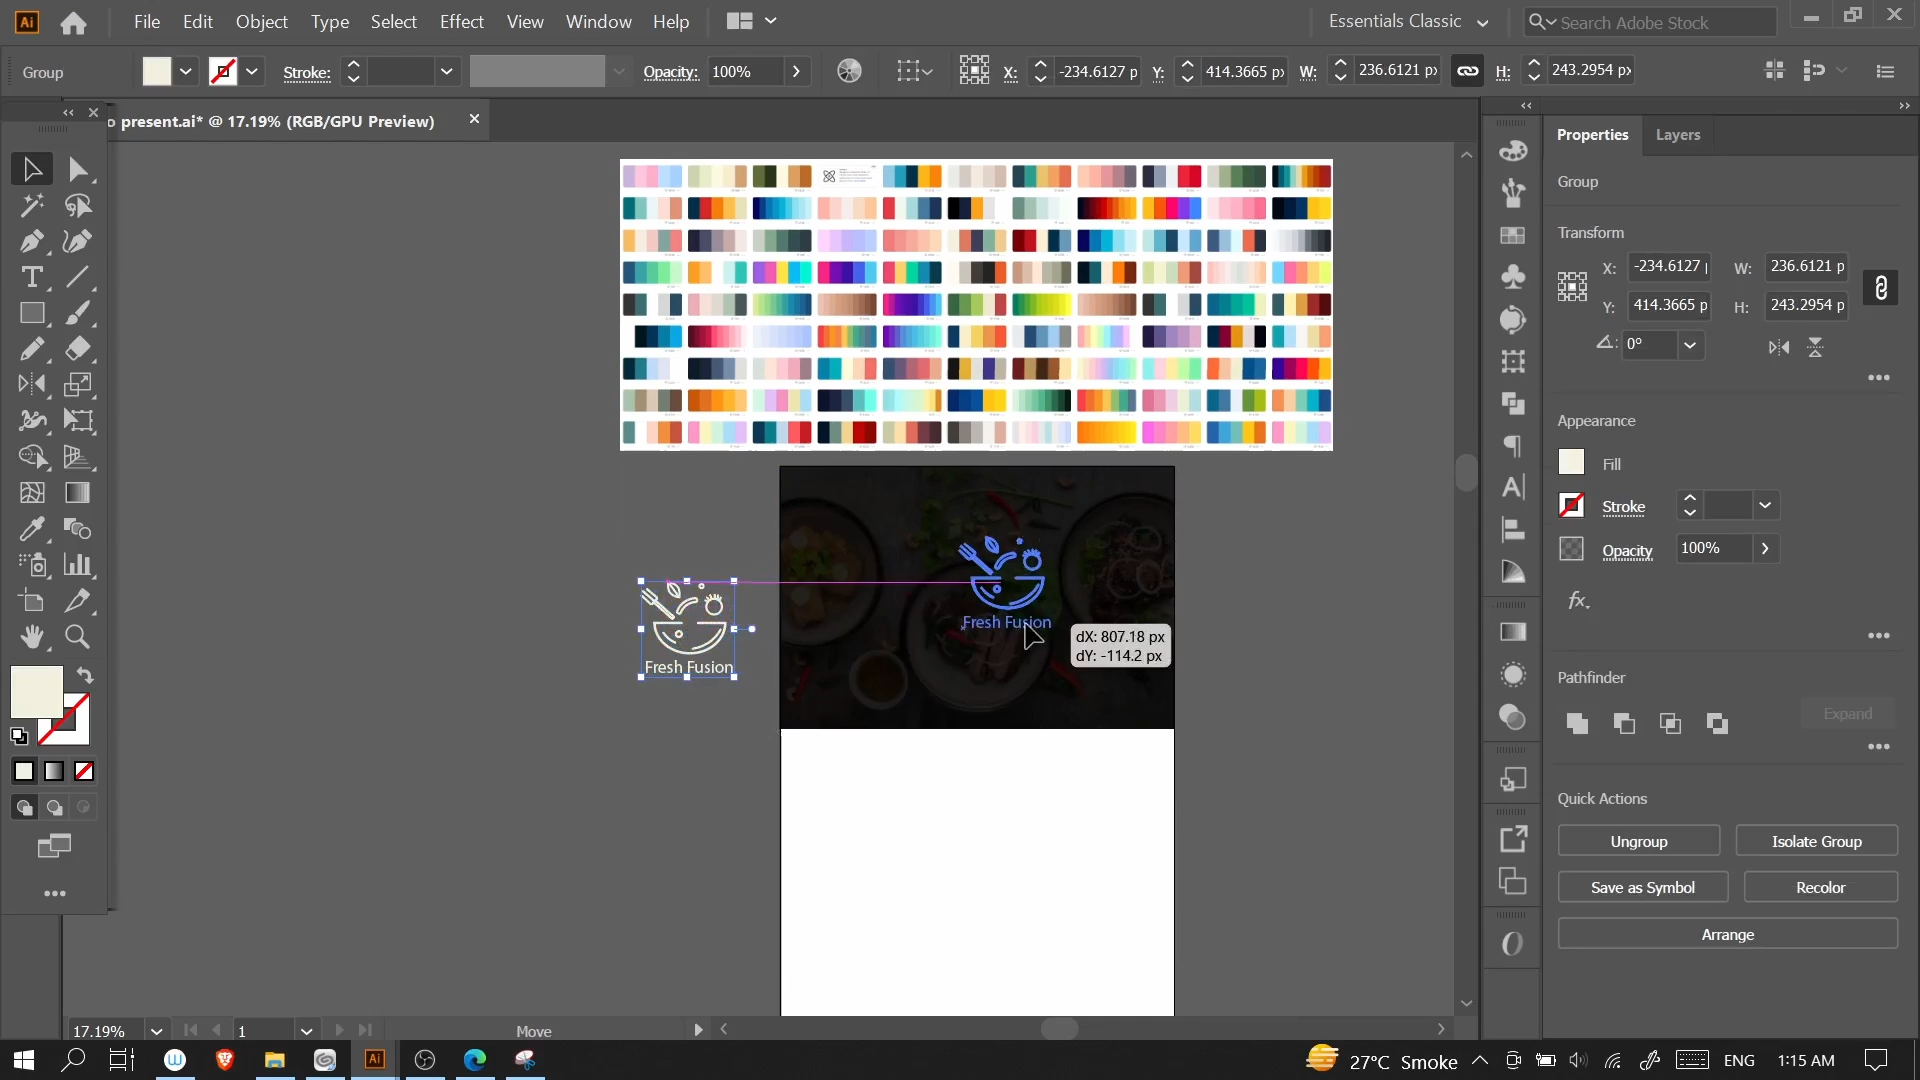 Ai
File Edit Object Type Select Effect View Window Help
Essentials Classic
Search Adobe Stock
Group
Stroke:
Opacity: 100%
X: -234.6127 p
Y: 414.3665 px
W: 236.6121 px
H: 243.2954 px
o present.ai* @ 17.19% (RGB/GPU Preview)
Properties Layers
Group
Transform
X: -234.6127 W: 236.6121 p
Y: 414.3665 p H: 243.2954 p
0°
Appearance
Fill
Stroke
Opacity 100%
fx
Pathfinder
Expand
Quick Actions
Ungroup Isolate Group
Save as Symbol Recolor
Arrange
Fresh Fusion
Fresh Fusion
dX: 807.18 px
dY: -114.2 px
17.19% 1 Move
27°C Smoke ENG 1:15 AM